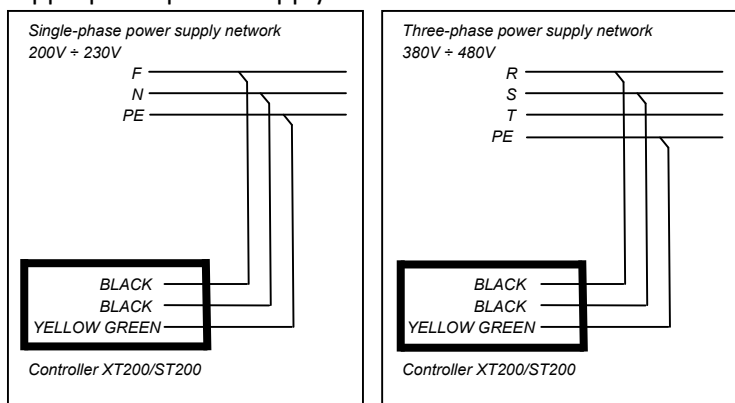 Single-phase power supply network
200V ÷ 230V
F
N
PE
BLACK
BLACK
YELLOW GREEN
Controller XT200/ST200
Three-phase power supply network
380V ÷ 480V
R
S
T
PE
BLACK
BLACK
YELLOW GREEN
Controller XT200/ST200